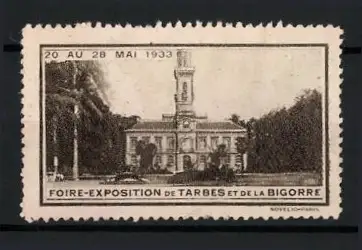 20 AU 28 MAI 1933
FOIRE-EXPOSITION DE TARBES ET DE LA BIGORRE